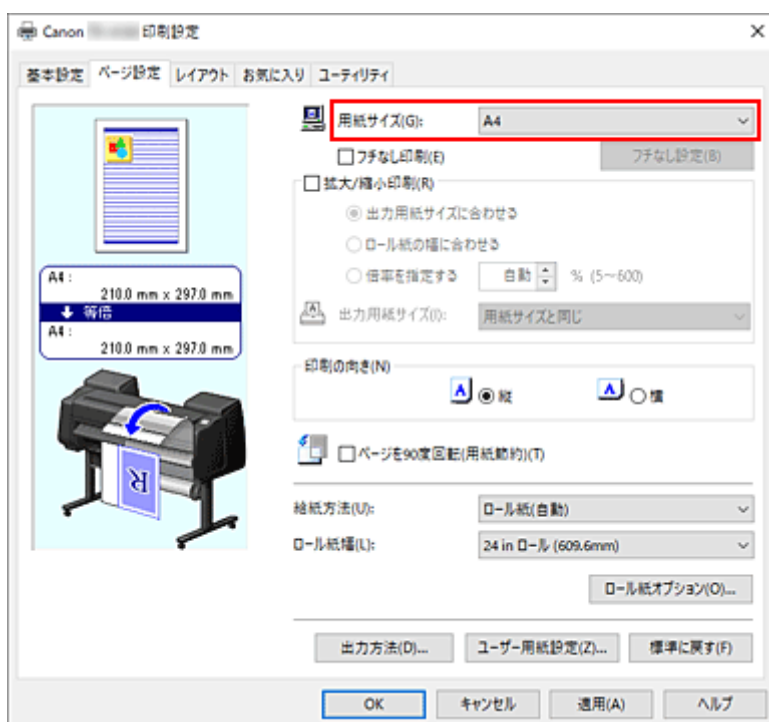 Canon 印刷設定
基本設定 ページ設定 レイアウト お気に入り ユーティリティ
用紙サイズ(G): A4
フチなし印刷(E) フチなし設定(B)
拡大/縮小印刷(R)
出力用紙サイズに合わせる
ロール紙の幅に合わせる
倍率を指定する 自動 % (5～600)
出力用紙サイズ(I): 用紙サイズと同じ
A4 :
210.0 mm x 297.0 mm
等倍
A4 :
210.0 mm x 297.0 mm
R
印刷の向き(N)
A 縦 A 横
ページを90度回転(用紙節約)(T)
給紙方法(U): ロール紙(自動)
ロール紙幅(L): 24 in ロール (609.6mm)
ロール紙オプション(O)...
出力方法(D)... ユーザー用紙設定(Z)... 標準に戻す(F)
OK キャンセル 適用(A) ヘルプ